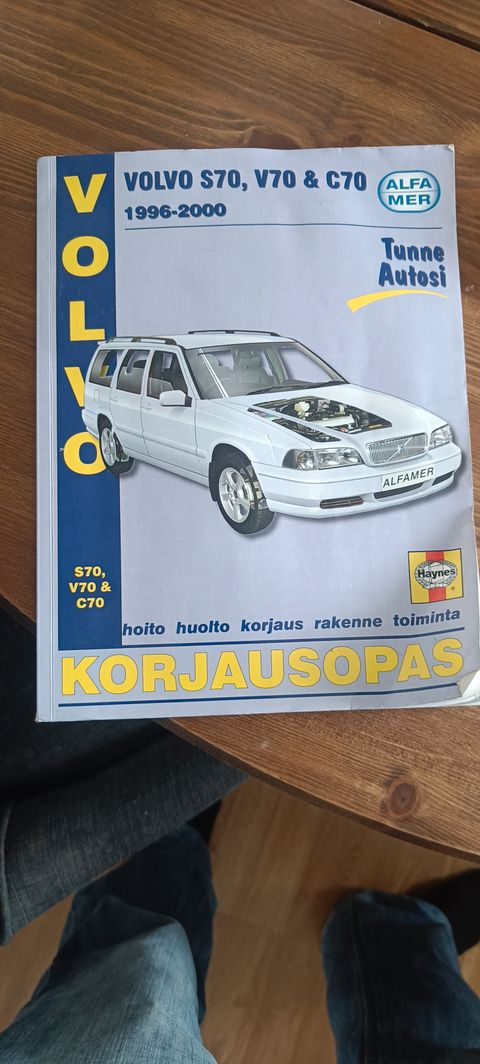 VOLVO
VOLVO S70, V70 & C70
1996-2000
ALFA
MER
Tunne
Autosi
ALFAMER
Haynes
S70,
V70 &
C70
hoito huolto korjaus rakenne toiminta
KORJAUSOPAS